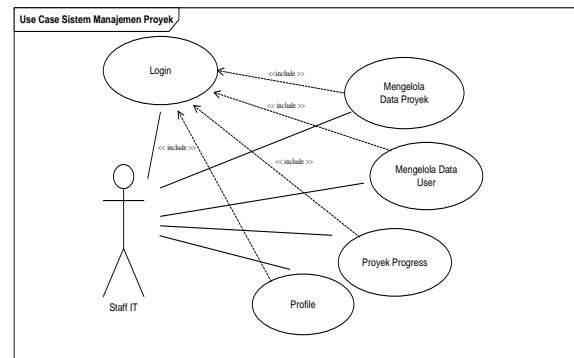 Use Case Sistem Manajemen Proyek
Login
<<include >>
Mengelola
Data Proyek
<< include >>
<< include >>
<< include >>
Mengelola Data
User
Proyek Progress
Profile
Staff IT